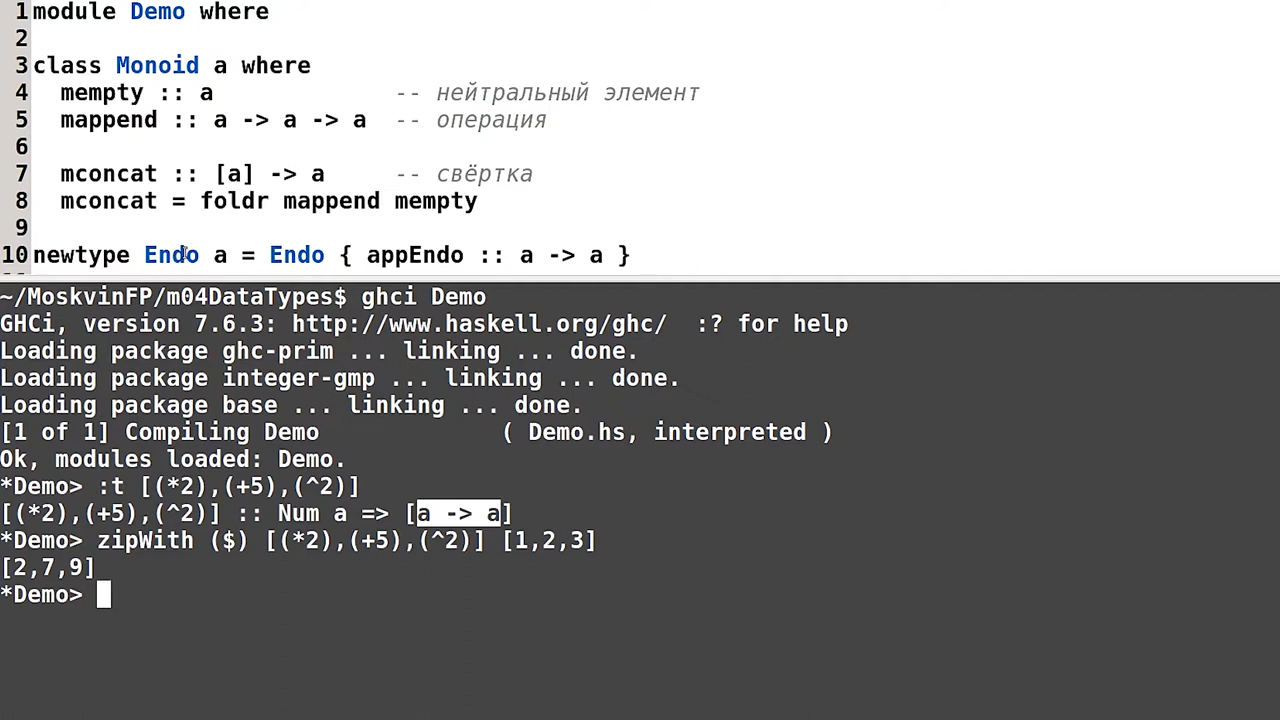 1 module Demo where
2
3 class Monoid a where
4   mempty :: a             -- нейтральный элемент
5   mappend :: a -> a -> a  -- операция
6
7   mconcat :: [a] -> a     -- свёртка
8   mconcat = foldr mappend mempty
9
10 newtype Endo a = Endo { appEndo :: a -> a }
~/MoskvinFP/m04DataTypes$ ghci Demo
GHCi, version 7.6.3: http://www.haskell.org/ghc/  :? for help
Loading package ghc-prim ... linking ... done.
Loading package integer-gmp ... linking ... done.
Loading package base ... linking ... done.
[1 of 1] Compiling Demo             ( Demo.hs, interpreted )
Ok, modules loaded: Demo.
*Demo> :t [(*2),(+5),(^2)]
[(*2),(+5),(^2)] :: Num a => [a -> a]
*Demo> zipWith ($) [(*2),(+5),(^2)] [1,2,3]
[2,7,9]
*Demo>